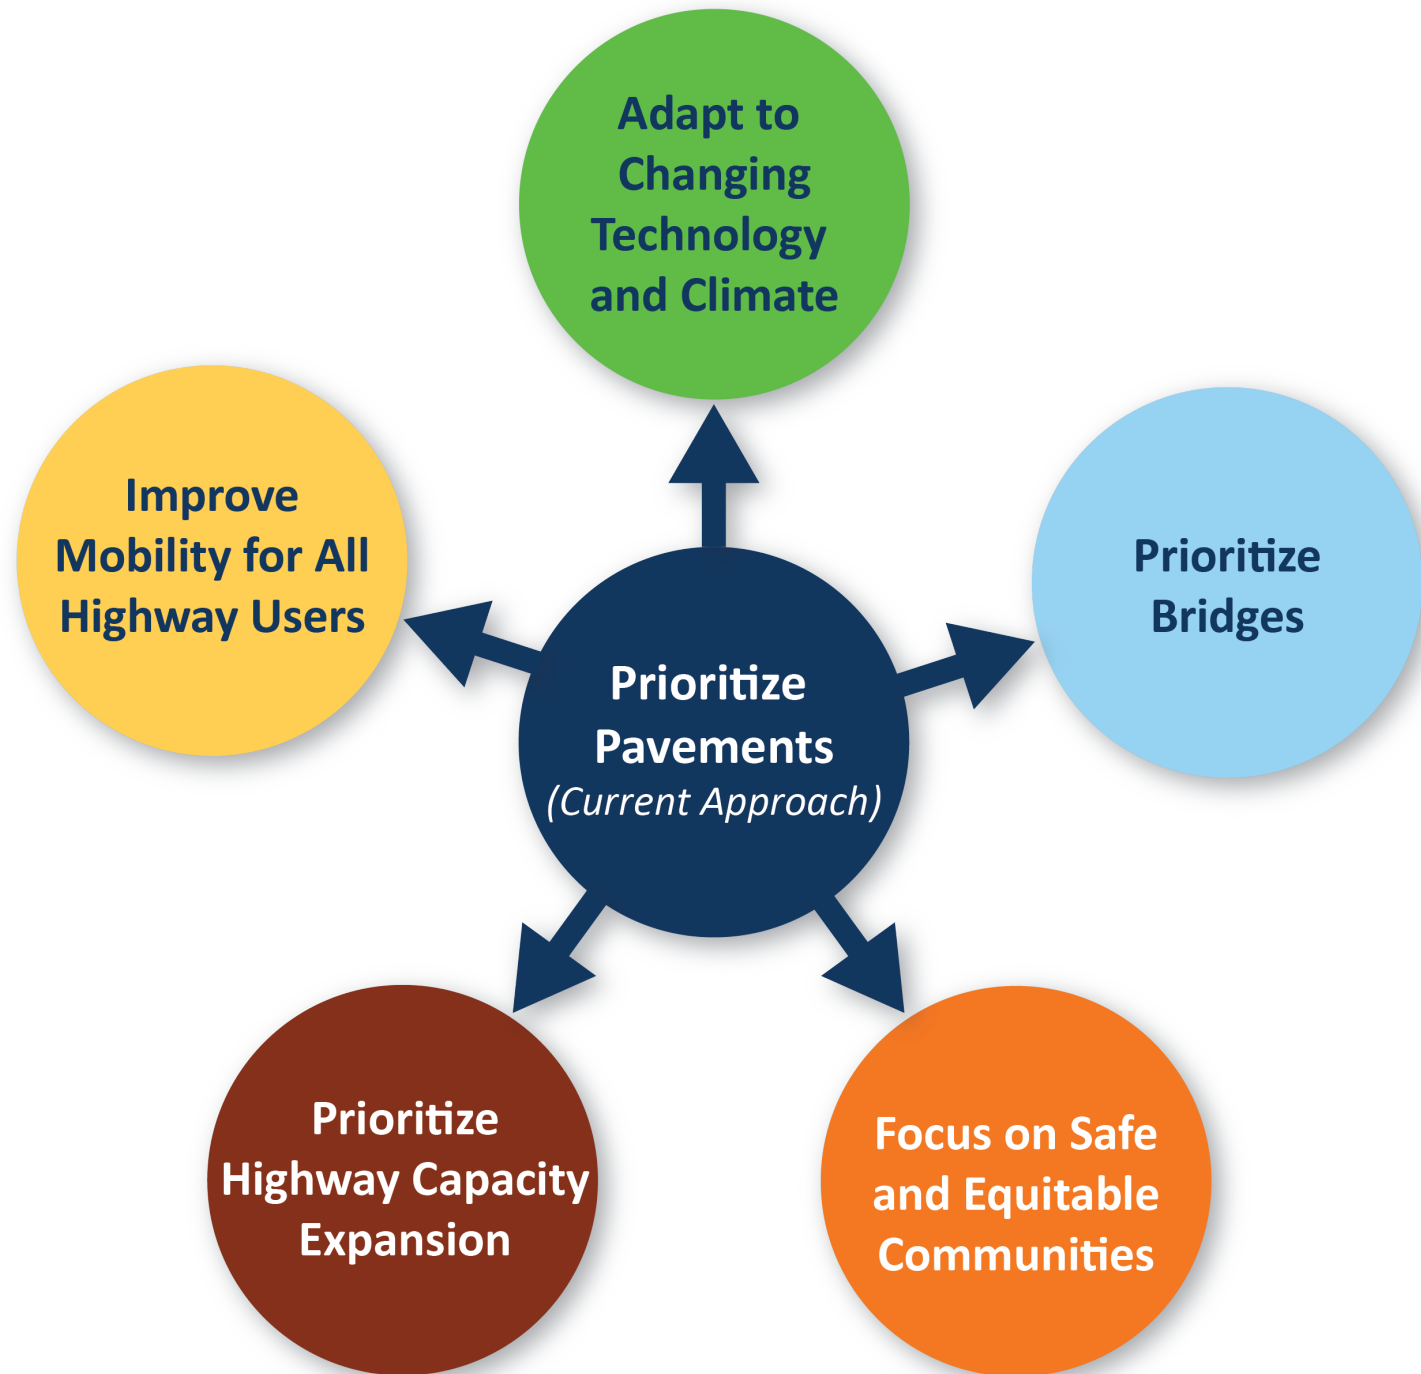 Adapt to
Changing
Technology
and Climate
Improve
Mobility for All
Highway Users
Prioritize
Bridges
Prioritize
Pavements
(Current Approach)
Prioritize
Highway Capacity
Expansion
Focus on Safe
and Equitable
Communities